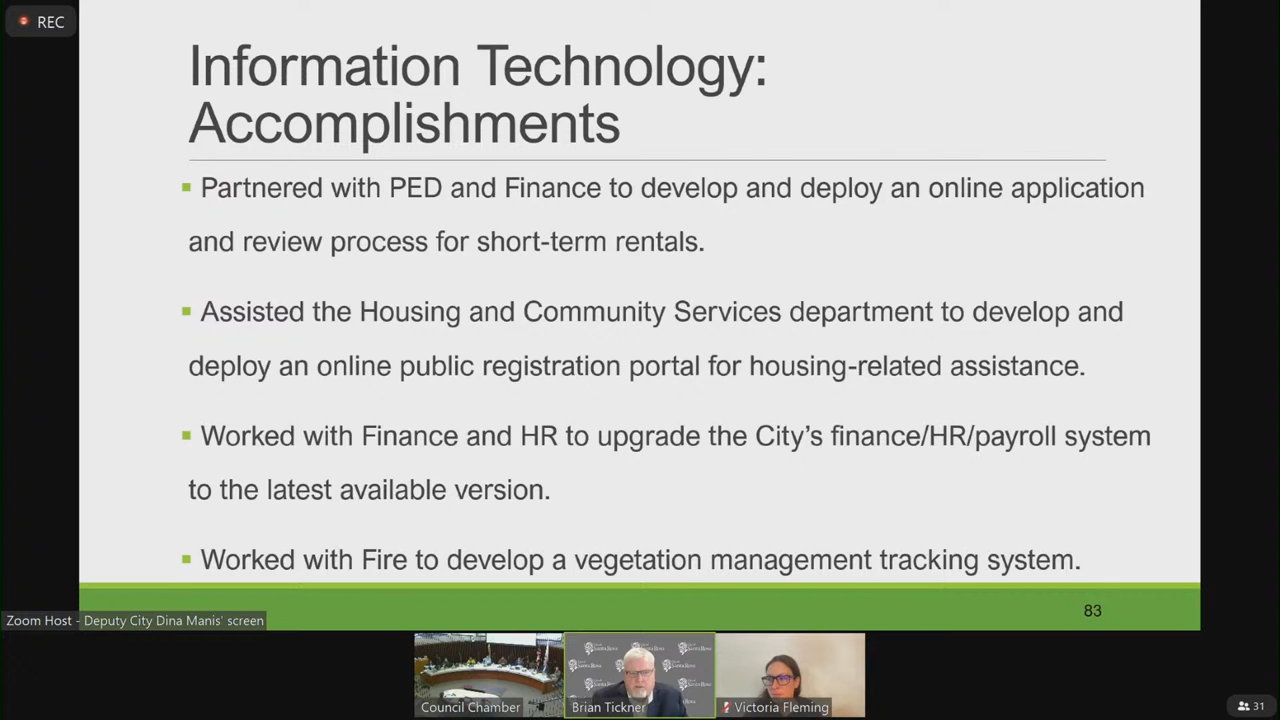 REC
Information Technology:
Accomplishments
▪ Partnered with PED and Finance to develop and deploy an online application
and review process for short-term rentals.
▪ Assisted the Housing and Community Services department to develop and
deploy an online public registration portal for housing-related assistance.
▪ Worked with Finance and HR to upgrade the City’s finance/HR/payroll system
to the latest available version.
▪ Worked with Fire to develop a vegetation management tracking system.
83
Zoom Host - Deputy City Dina Manis' screen
Council Chamber
Brian Tickner
Victoria Fleming
31